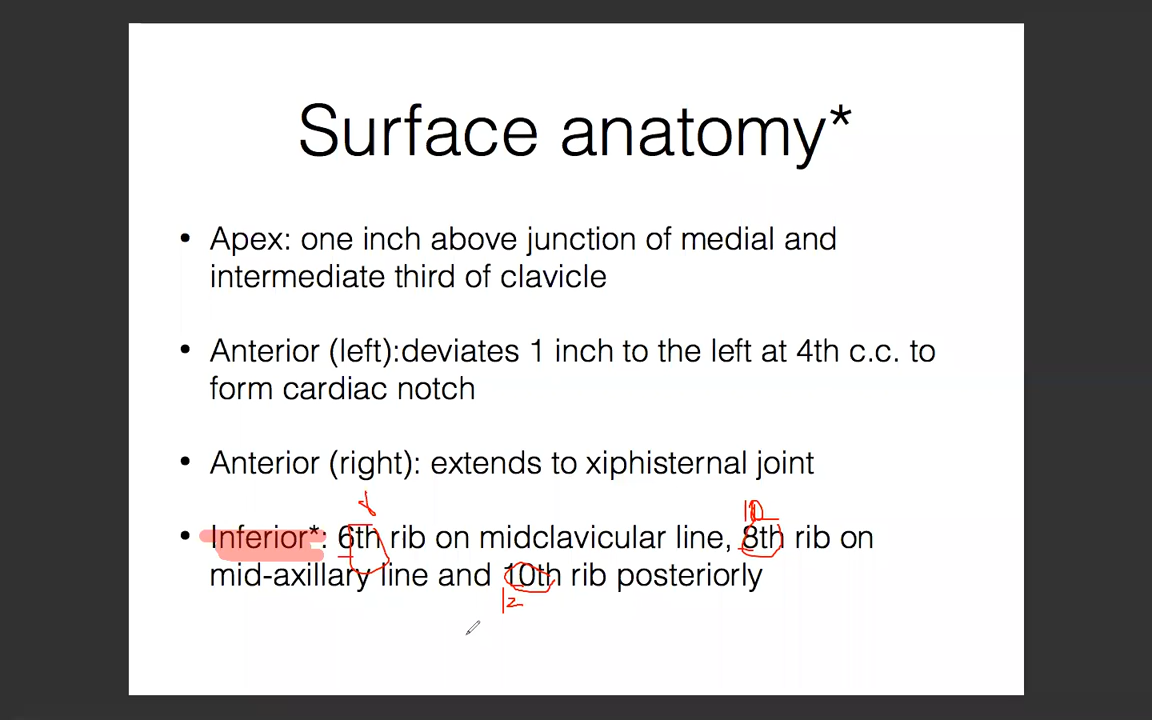 Surface anatomy*
• Apex: one inch above junction of medial and
intermediate third of clavicle
• Anterior (left):deviates 1 inch to the left at 4th c.c. to
form cardiac notch
• Anterior (right): extends to xiphisternal joint
8 10
• Inferior*: 6th rib on midclavicular line, 8th rib on
mid-axillary line and 10th rib posteriorly
12